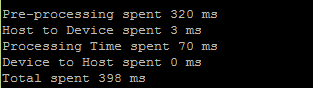 Pre-processing spent 320 ms
Host to Device spent 3 ms
Processing Time spent 70 ms
Device to Host spent 0 ms
Total spent 398 ms